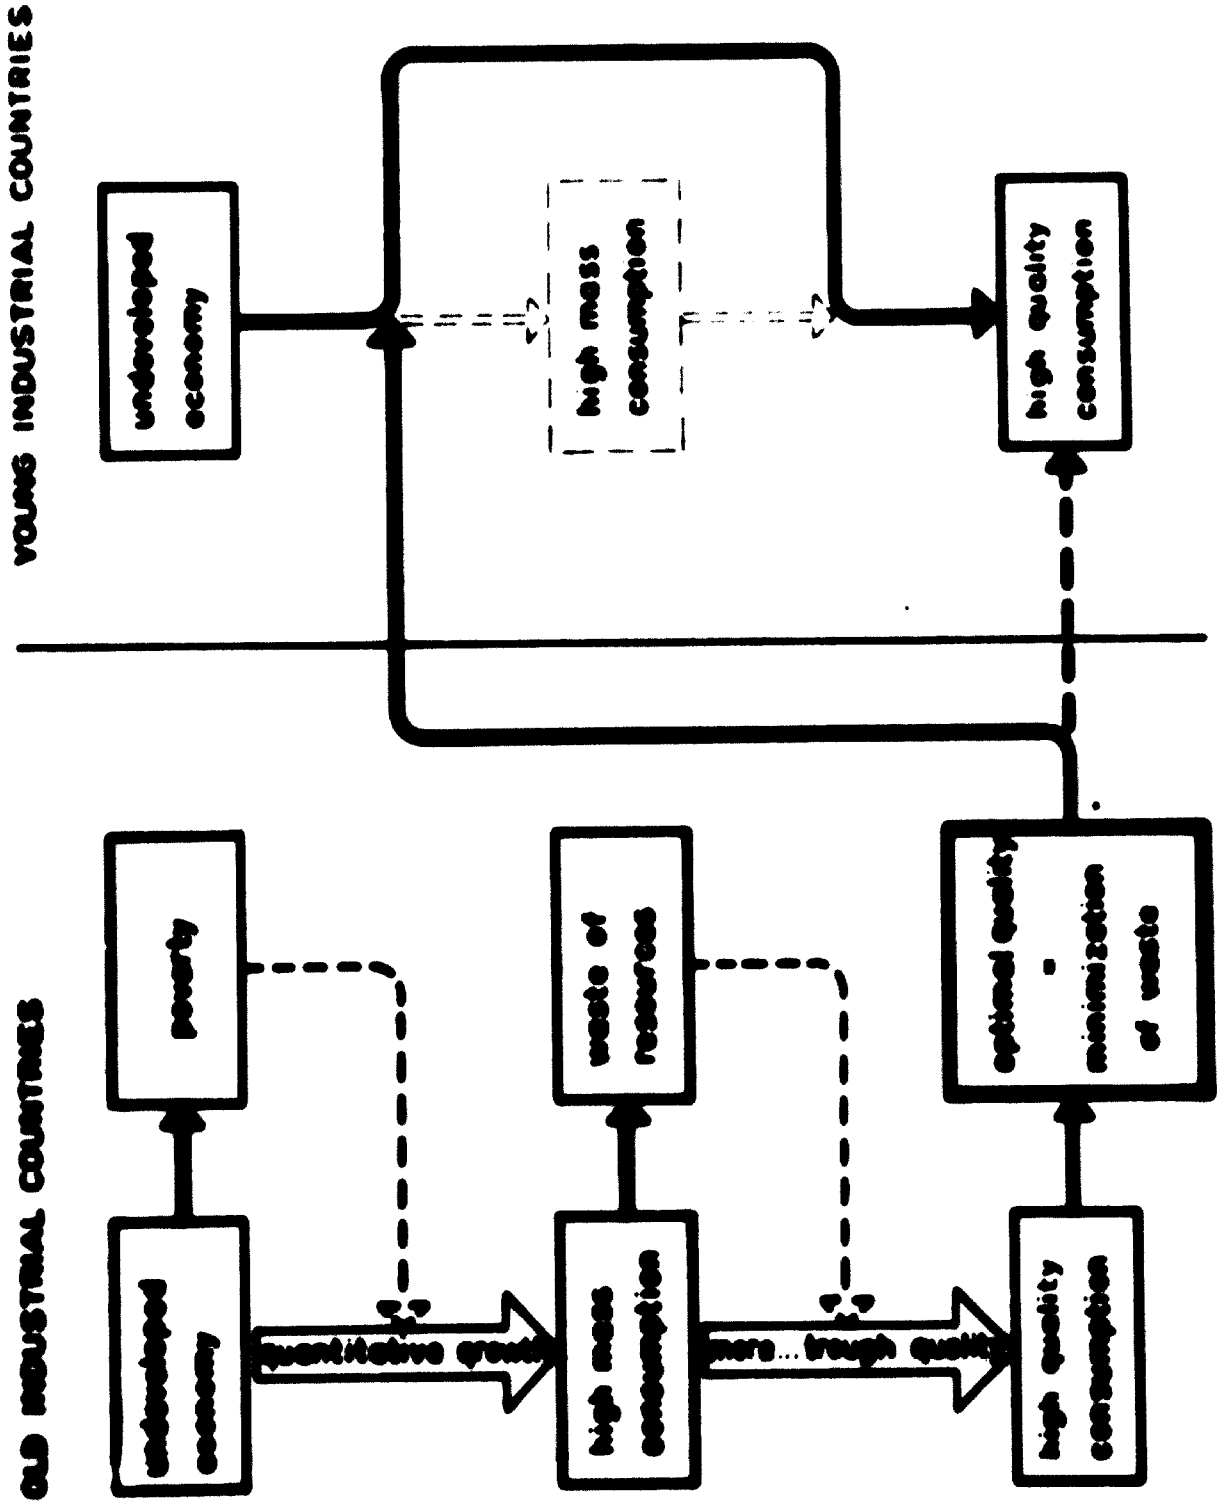 OLD INDUSTRIAL COUNTRIES
YOUNG INDUSTRIAL COUNTRIES
undeveloped
economy
poverty
undeveloped
economy
quantitative growth
high mass
consumption
waste of
resources
high mass
consumption
more... trough quality
high quality
consumption
optimal quality
=
minimization
of waste
high quality
consumption